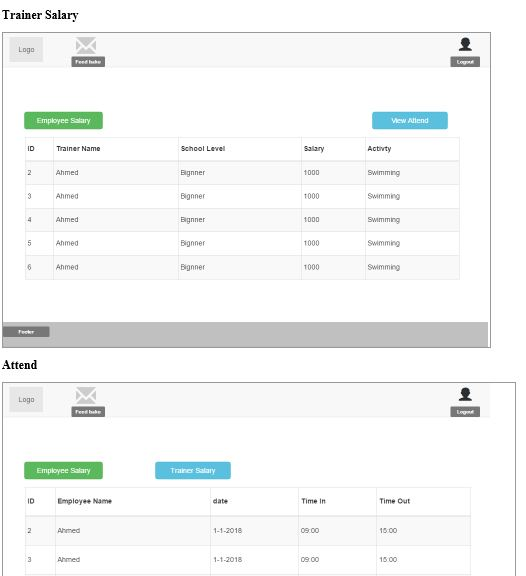 Trainer Salary
Logo
Feed bake
Logout
Employee Salary View Attend
ID Trainer Name School Level Salary Activty
2 Ahmed Bignner 1000 Swimming
3 Ahmed Bignner 1000 Swimming
4 Ahmed Bignner 1000 Swimming
5 Ahmed Bignner 1000 Swimming
6 Ahmed Bignner 1000 Swimming
Footer
Attend
Logo
Feed bake
Logout
Employee Salary Trainer Salary
ID Employee Name date Time In Time Out
2 Ahmed 1-1-2018 09:00 15:00
3 Ahmed 1-1-2018 09:00 15:00